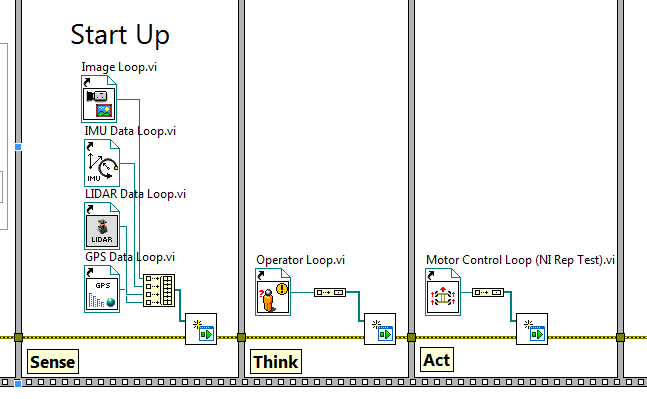 Start Up
Image Loop.vi
IMU Data Loop.vi
IMU
LIDAR Data Loop.vi
LIDAR
GPS Data Loop.vi
GPS
Operator Loop.vi
?
!
Motor Control Loop (NI Rep Test).vi
Sense
Think
Act